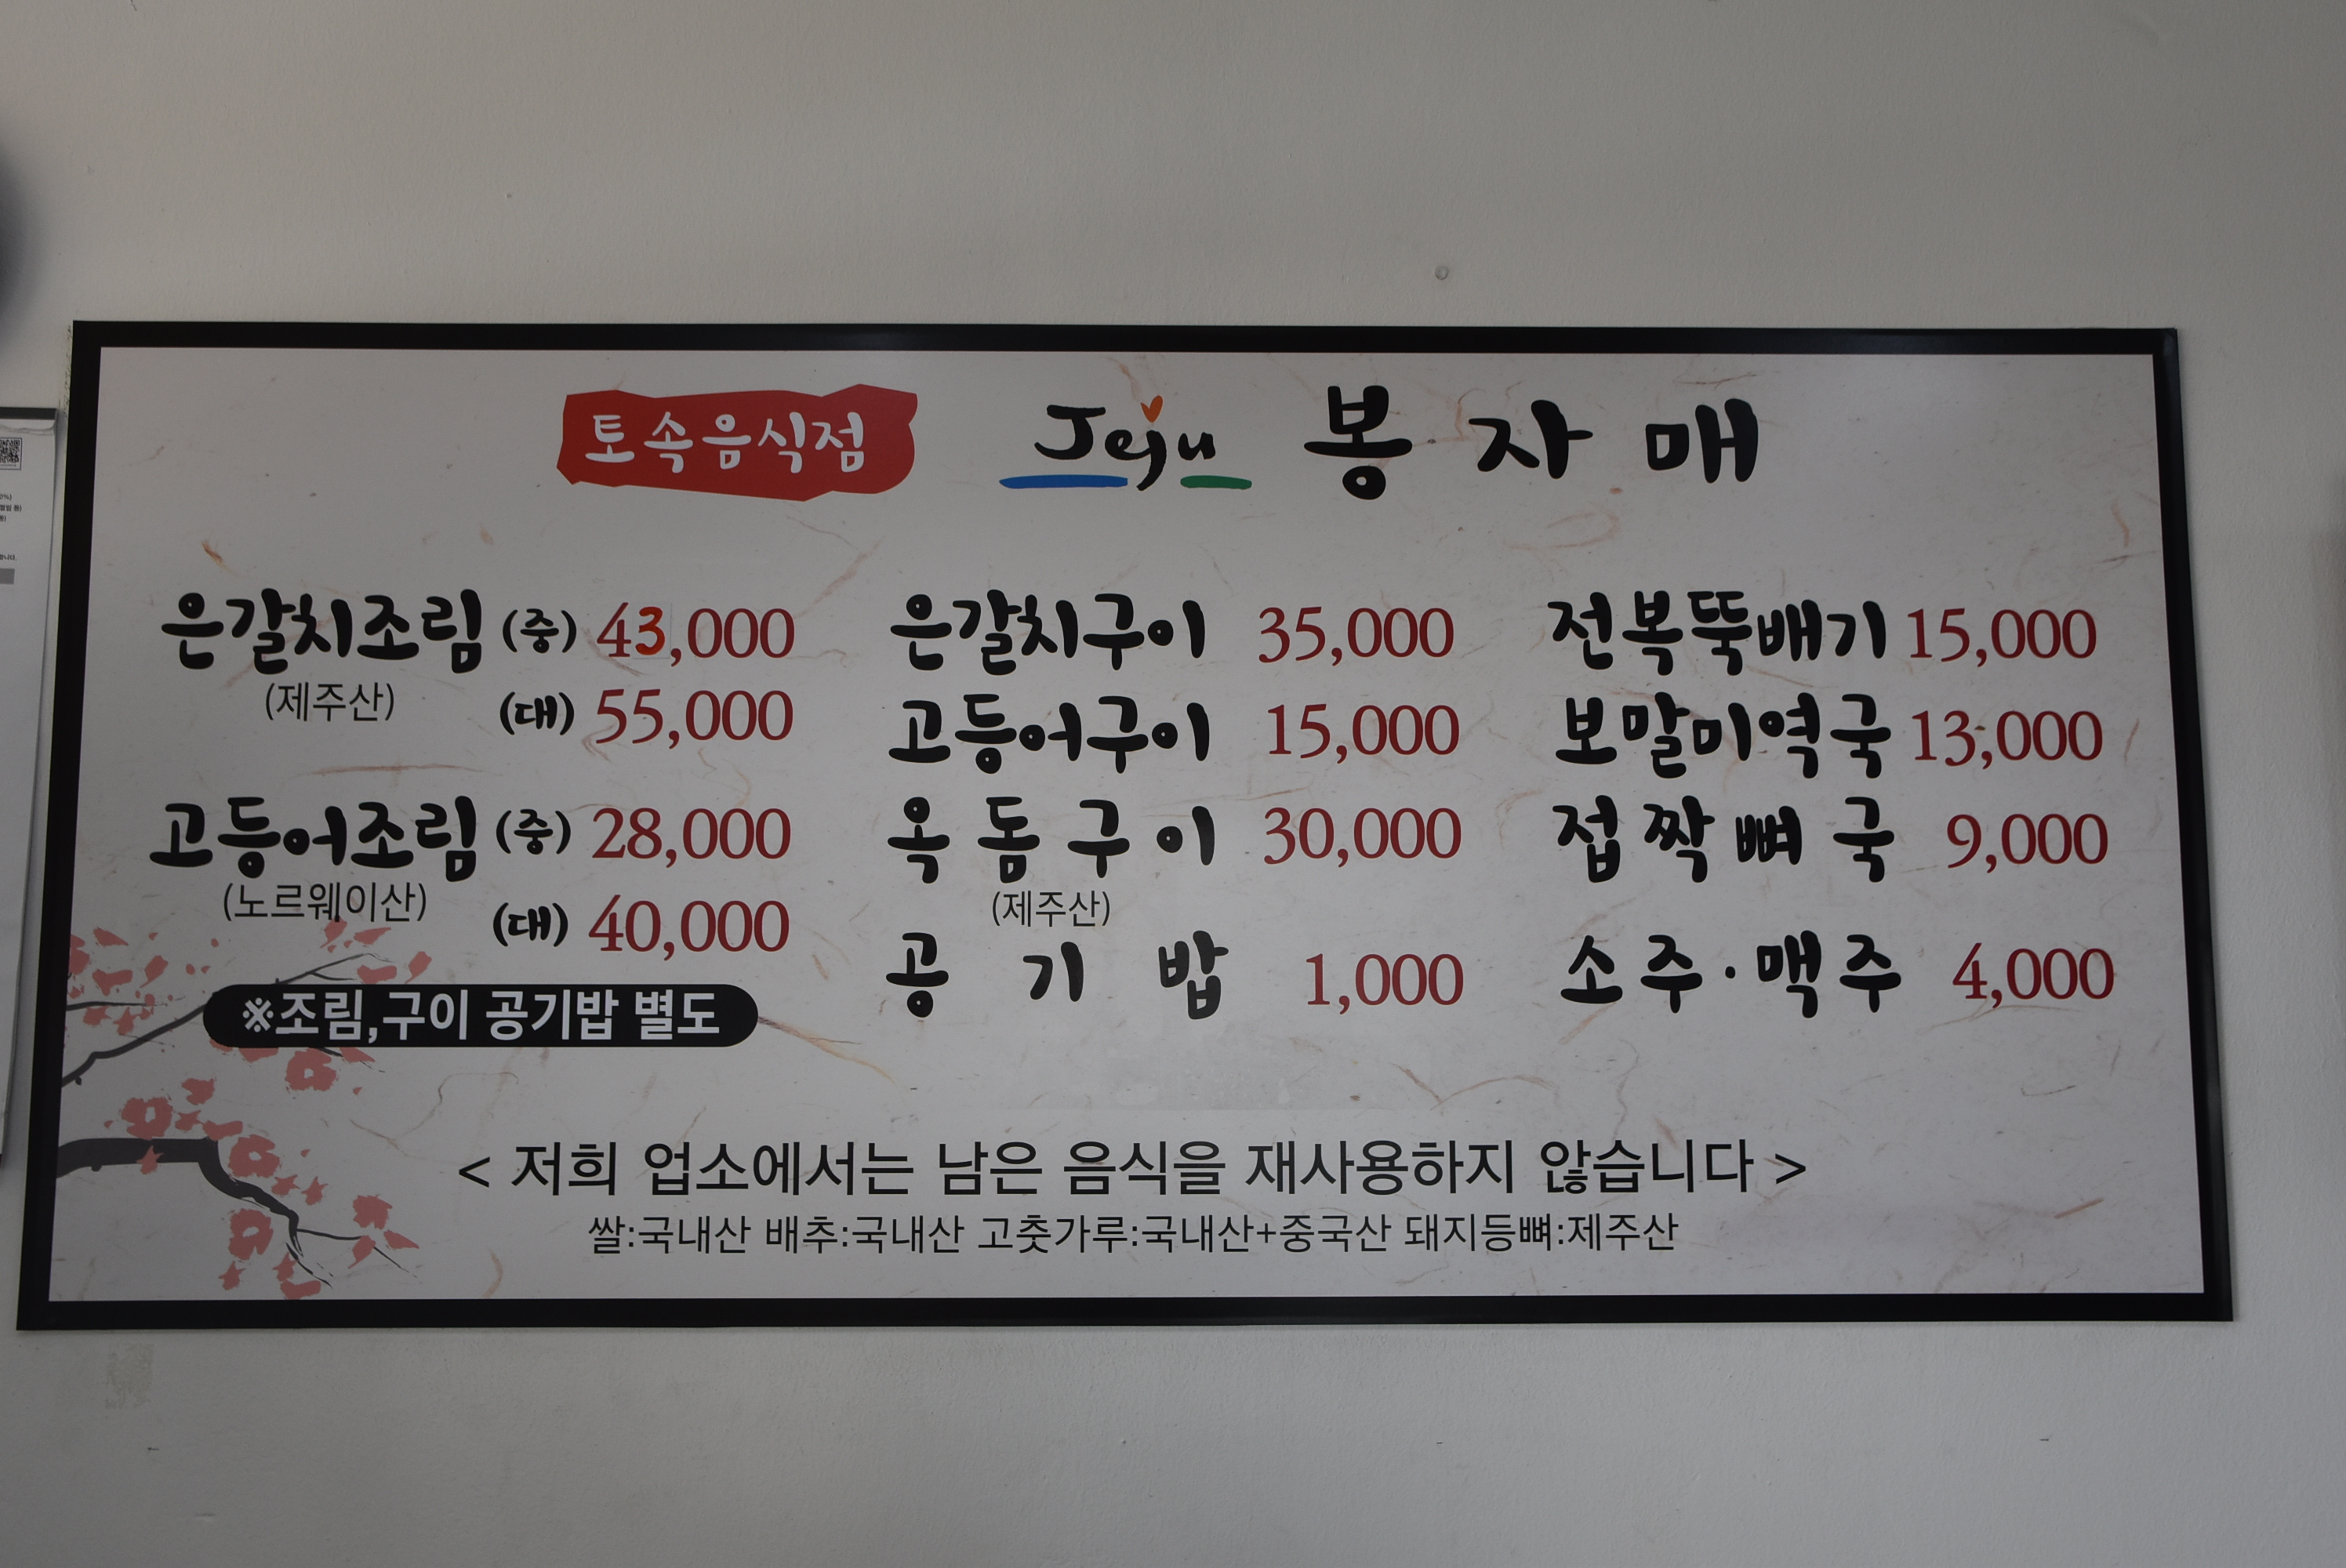 토속음식점 Jeju 봉자매
은갈치조림 (중) 43,000
(제주산)
(대) 55,000
고등어조림 (중) 28,000
(노르웨이산)
(대) 40,000
※조림,구이 공기밥 별도
은갈치구이 35,000
고등어구이 15,000
옥돔구이 30,000
(제주산)
공기밥 1,000
전복뚝배기 15,000
보말미역국 13,000
접짝뼈국 9,000
소주·맥주 4,000
< 저희 업소에서는 남은 음식을 재사용하지 않습니다 >
쌀:국내산 배추:국내산 고춧가루:국내산+중국산 돼지등뼈:제주산